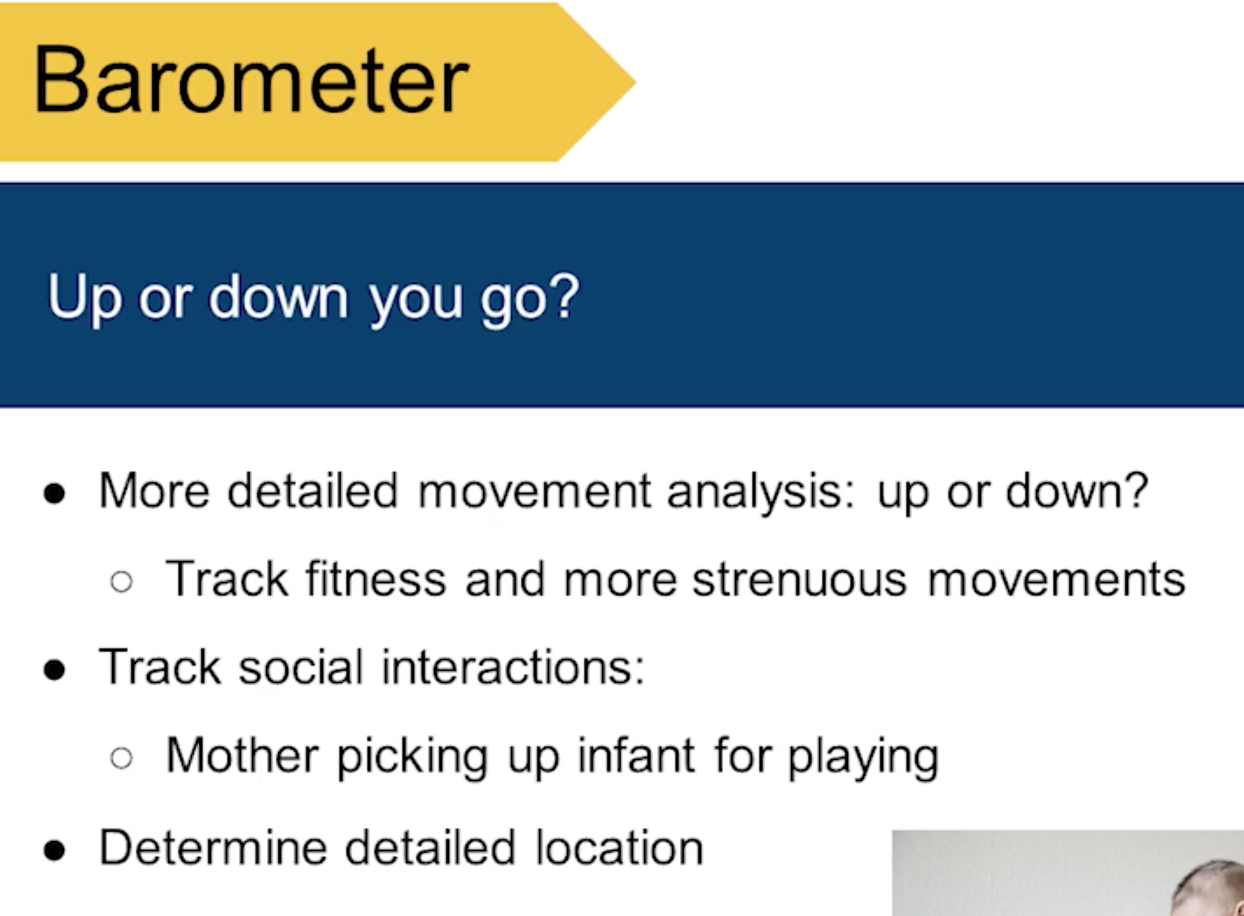 Barometer
Up or down you go?
● More detailed movement analysis: up or down?
○ Track fitness and more strenuous movements
● Track social interactions:
○ Mother picking up infant for playing
● Determine detailed location